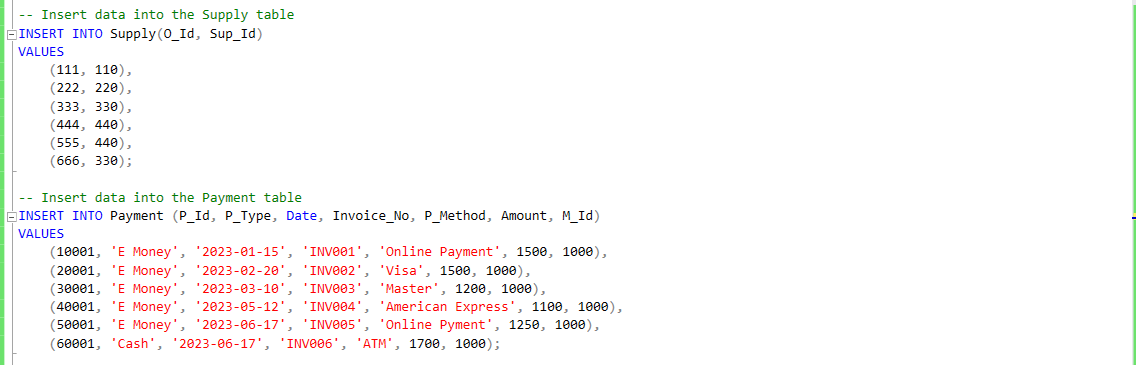 -- Insert data into the Supply table
INSERT INTO Supply(O_Id, Sup_Id)
VALUES
(111, 110),
(222, 220),
(333, 330),
(444, 440),
(555, 440),
(666, 330);
-- Insert data into the Payment table
INSERT INTO Payment (P_Id, P_Type, Date, Invoice_No, P_Method, Amount, M_Id)
VALUES
(10001, 'E Money', '2023-01-15', 'INV001', 'Online Payment', 1500, 1000),
(20001, 'E Money', '2023-02-20', 'INV002', 'Visa', 1500, 1000),
(30001, 'E Money', '2023-03-10', 'INV003', 'Master', 1200, 1000),
(40001, 'E Money', '2023-05-12', 'INV004', 'American Express', 1100, 1000),
(50001, 'E Money', '2023-06-17', 'INV005', 'Online Pyment', 1250, 1000),
(60001, 'Cash', '2023-06-17', 'INV006', 'ATM', 1700, 1000);